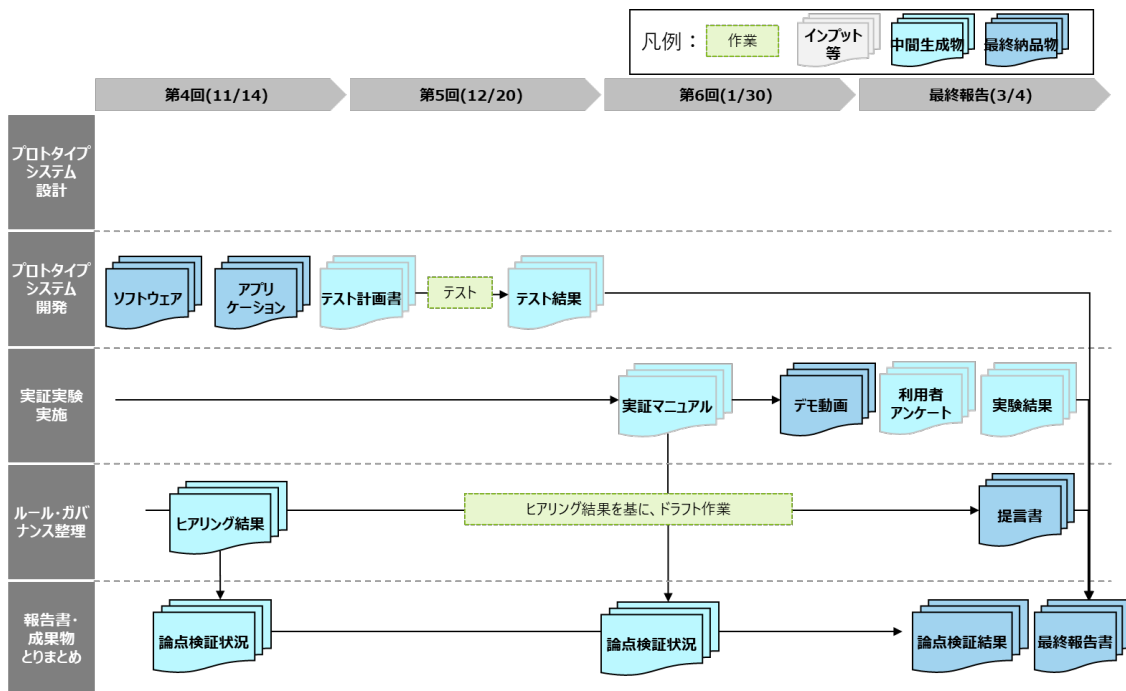 凡例：
作業
インプット
等
中間生成物
最終納品物
第4回(11/14)
第5回(12/20)
第6回(1/30)
最終報告(3/4)
プロトタイプ
システム
設計
プロトタイプ
システム
開発
ソフトウェア
アプリ
ケーション
テスト計画書
テスト
テスト結果
実証実験
実施
実証マニュアル
デモ動画
利用者
アンケート
実験結果
ルール・ガバ
ナンス整理
ヒアリング結果
ヒアリング結果を基に、ドラフト作業
提言書
報告書・
成果物
とりまとめ
論点検証状況
論点検証状況
論点検証結果
最終報告書